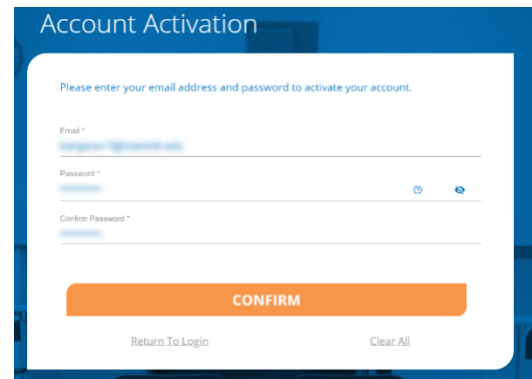 Account Activation
Please enter your email address and password to activate your account.
Email *
Password *
Confirm Password *
CONFIRM
Return To Login Clear All